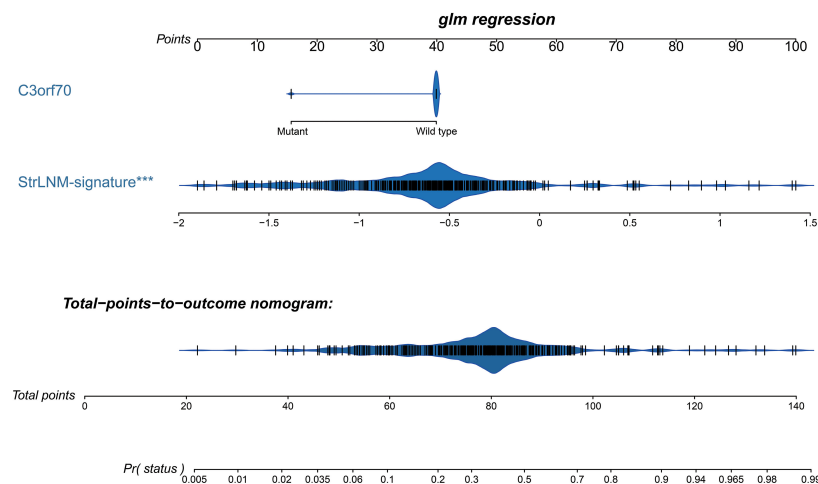 glm regression
Points 0 10 20 30 40 50 60 70 80 90 100
C3orf70
Mutant Wild type
StrLNM-signature***
−2 −1.5 −1 −0.5 0 0.5 1 1.5
Total−points−to−outcome nomogram:
Total points 0 20 40 60 80 100 120 140
Pr( status ) 0.005 0.01 0.02 0.035 0.06 0.1 0.2 0.3 0.5 0.7 0.8 0.9 0.94 0.965 0.98 0.99